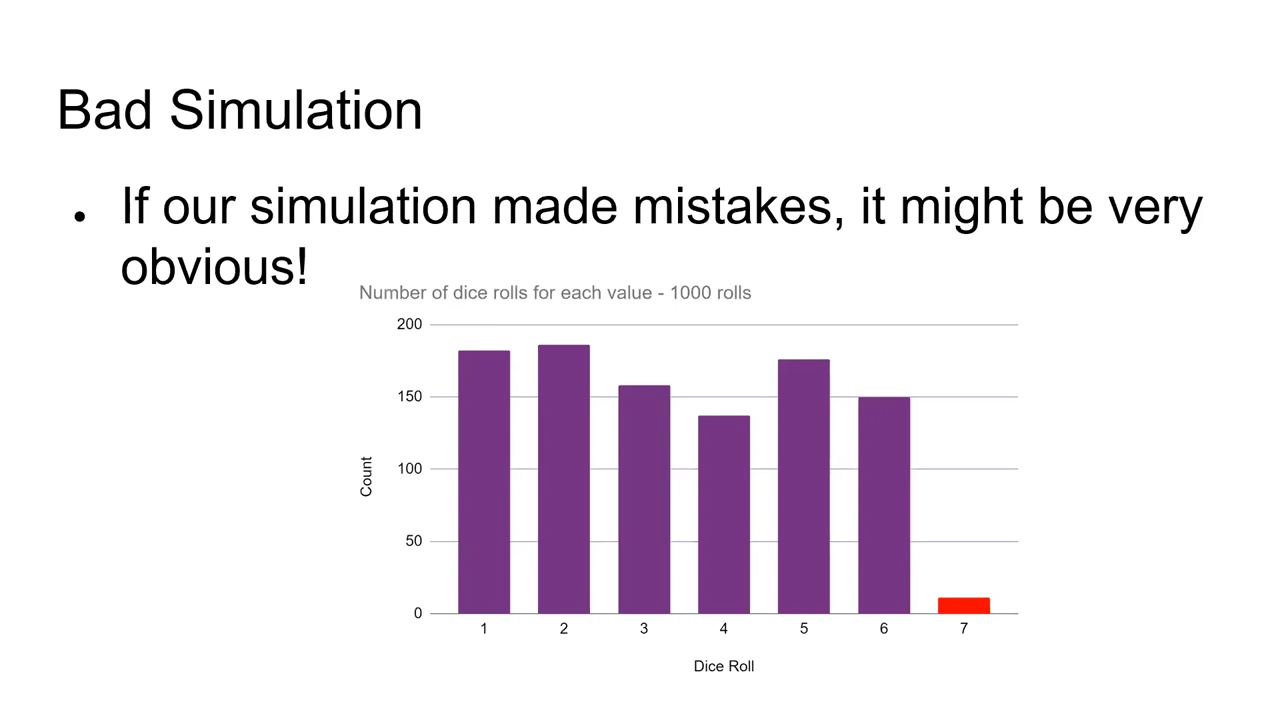 Bad Simulation
● If our simulation made mistakes, it might be very
obvious!
Number of dice rolls for each value - 1000 rolls
200
150
100
50
0
Count
1 2 3 4 5 6 7
Dice Roll